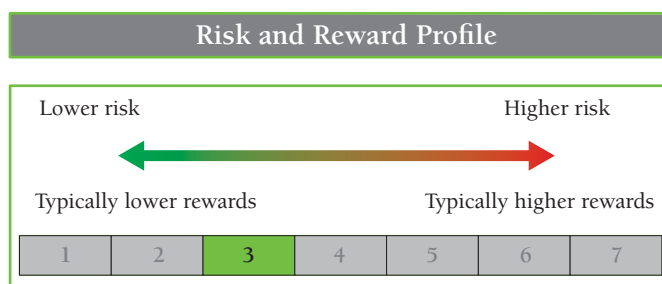 Risk and Reward Profile
Lower risk Higher risk
Typically lower rewards Typically higher rewards
1 2 3 4 5 6 7